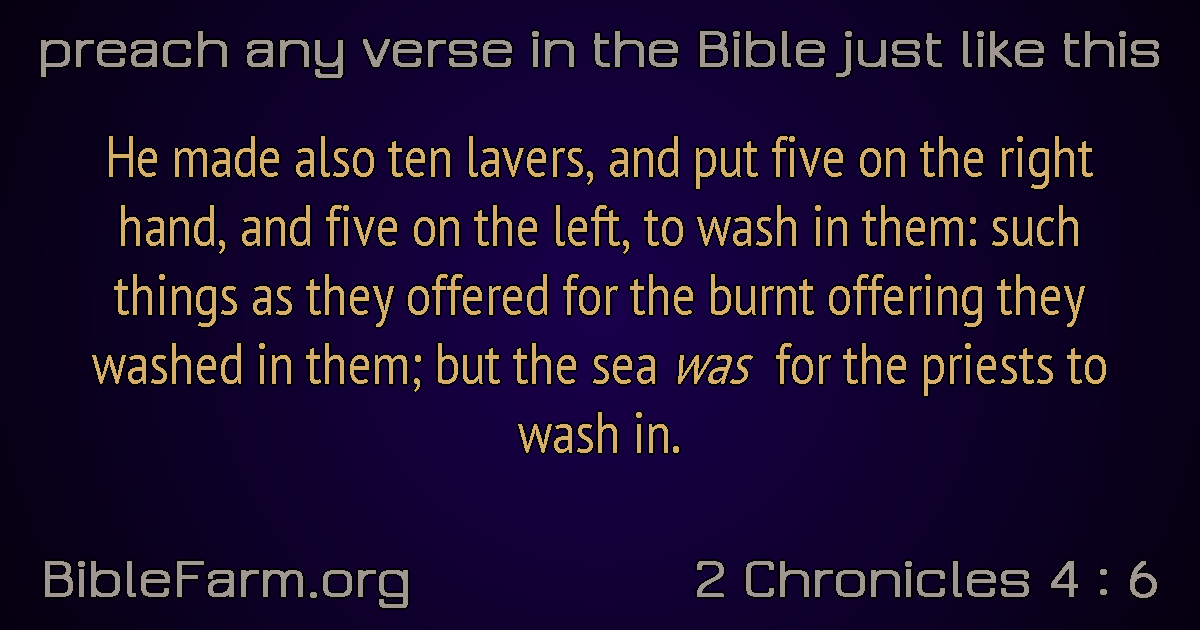 preach any verse in the Bible just like this
He made also ten lavers, and put five on the right
hand, and five on the left, to wash in them: such
things as they offered for the burnt offering they
washed in them; but the sea was for the priests to
wash in.
BibleFarm.org
2 Chronicles 4 : 6